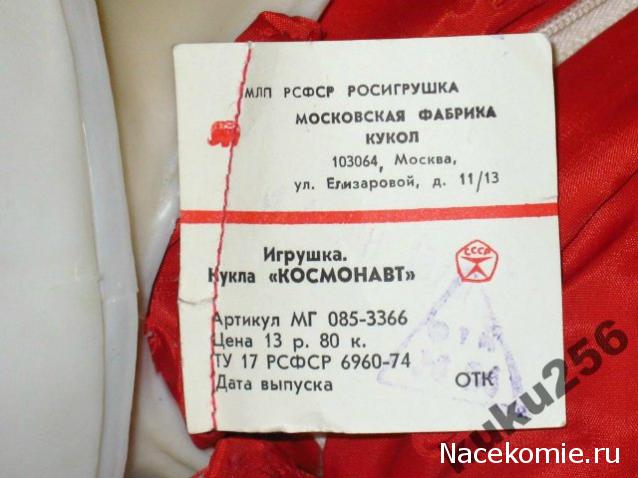 МЛП РСФСР РОСИГРУШКА
МОСКОВСКАЯ ФАБРИКА
КУКОЛ
103064, Москва,
ул. Елизаровой, д. 11/13
Игрушка.
Кукла «КОСМОНАВТ»
СССР
Артикул МГ 085-3366
Цена 13 р. 80 к.
ТУ 17 РСФСР 6960-74
Дата выпуска
ОТК
kuku256
Nacekomie.ru